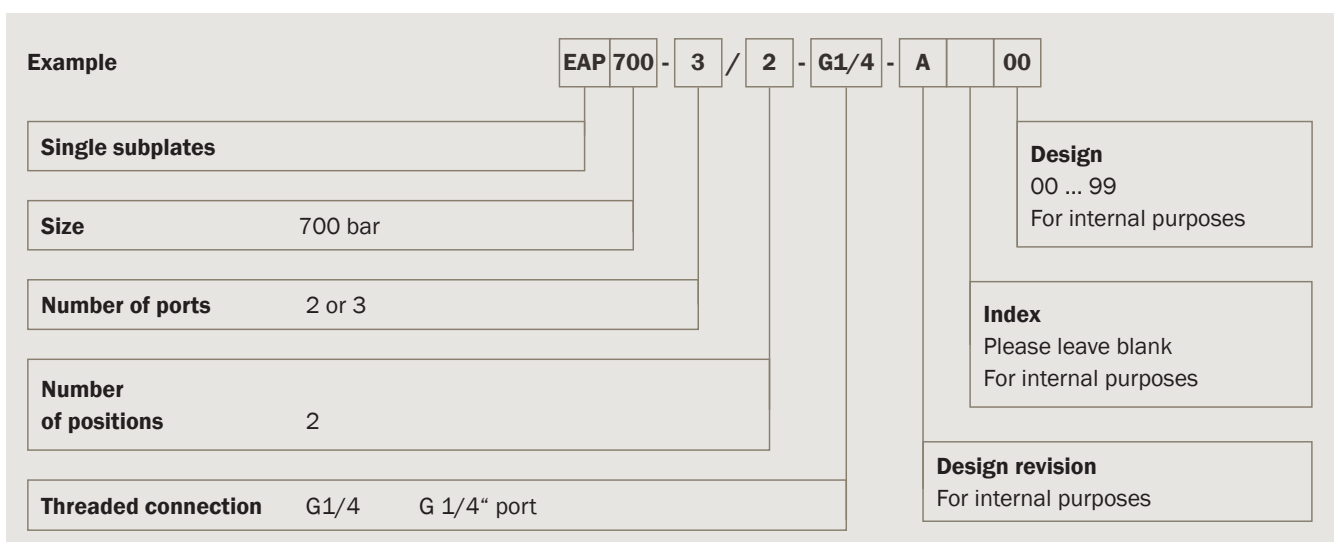 Example EAP 700 - 3 / 2 - G1/4 - A 00
Single subplates
Size 700 bar
Number of ports 2 or 3
Number
of positions 2
Threaded connection G1/4 G 1/4“ port
Design
00 ... 99
For internal purposes
Index
Please leave blank
For internal purposes
Design revision
For internal purposes